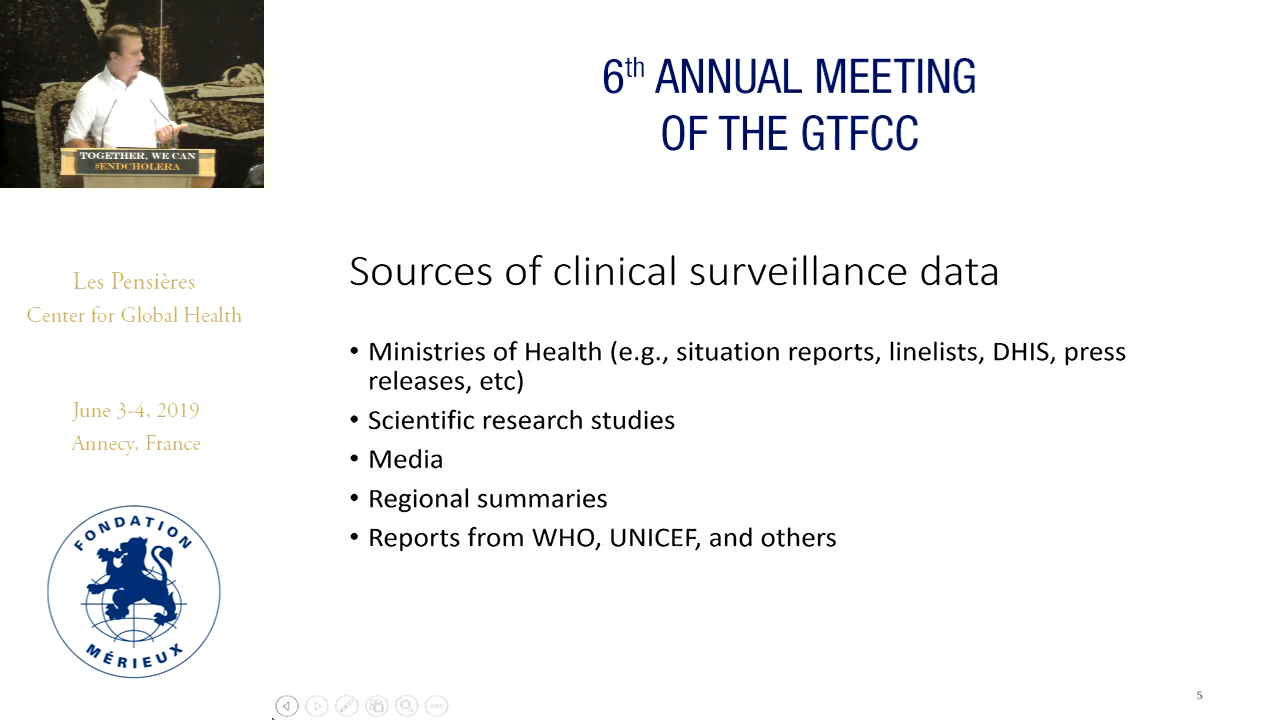 TOGETHER, WE CAN
#ENDCHOLERA
6th ANNUAL MEETING
OF THE GTFCC
Les Pensières
Center for Global Health
June 3-4, 2019
Annecy, France
FONDATION
MÉRIEUX
Sources of clinical surveillance data
• Ministries of Health (e.g., situation reports, linelists, DHIS, press
releases, etc)
• Scientific research studies
• Media
• Regional summaries
• Reports from WHO, UNICEF, and others
5